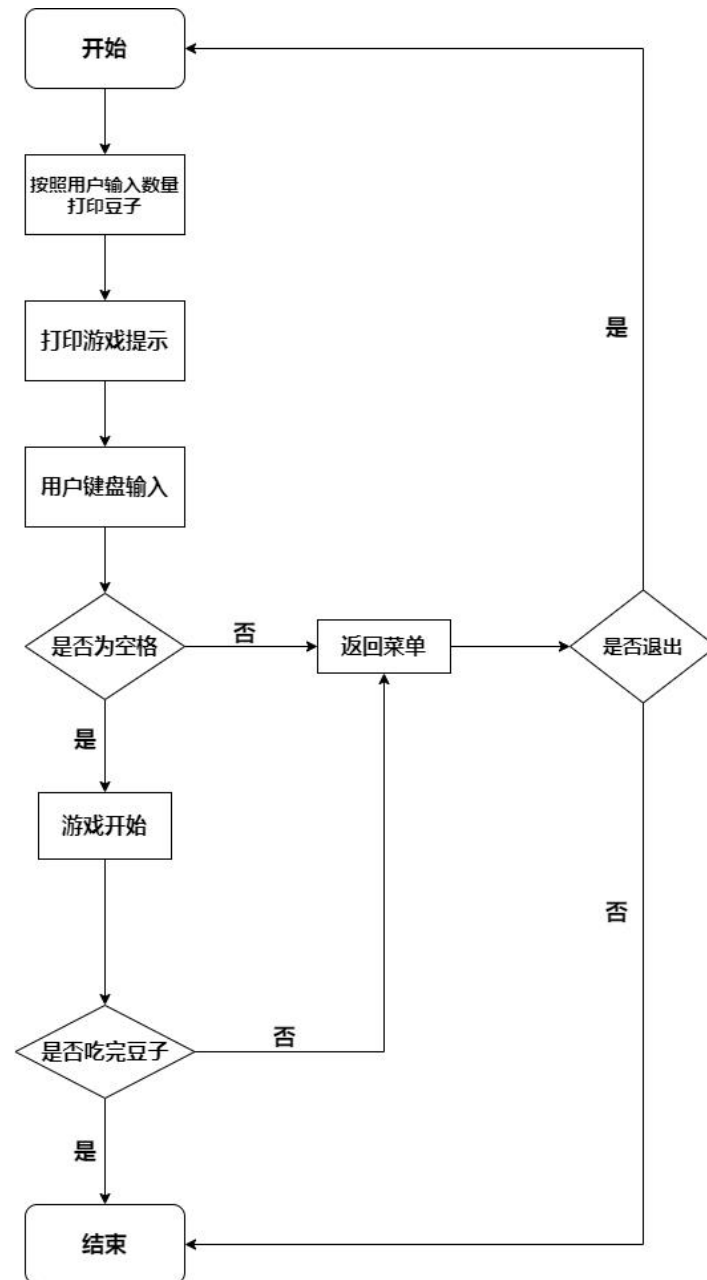 开始
按照用户输入数量
打印豆子
打印游戏提示
用户键盘输入
是否为空格
否
返回菜单
是否退出
是
是
游戏开始
否
是否吃完豆子
否
是
结束